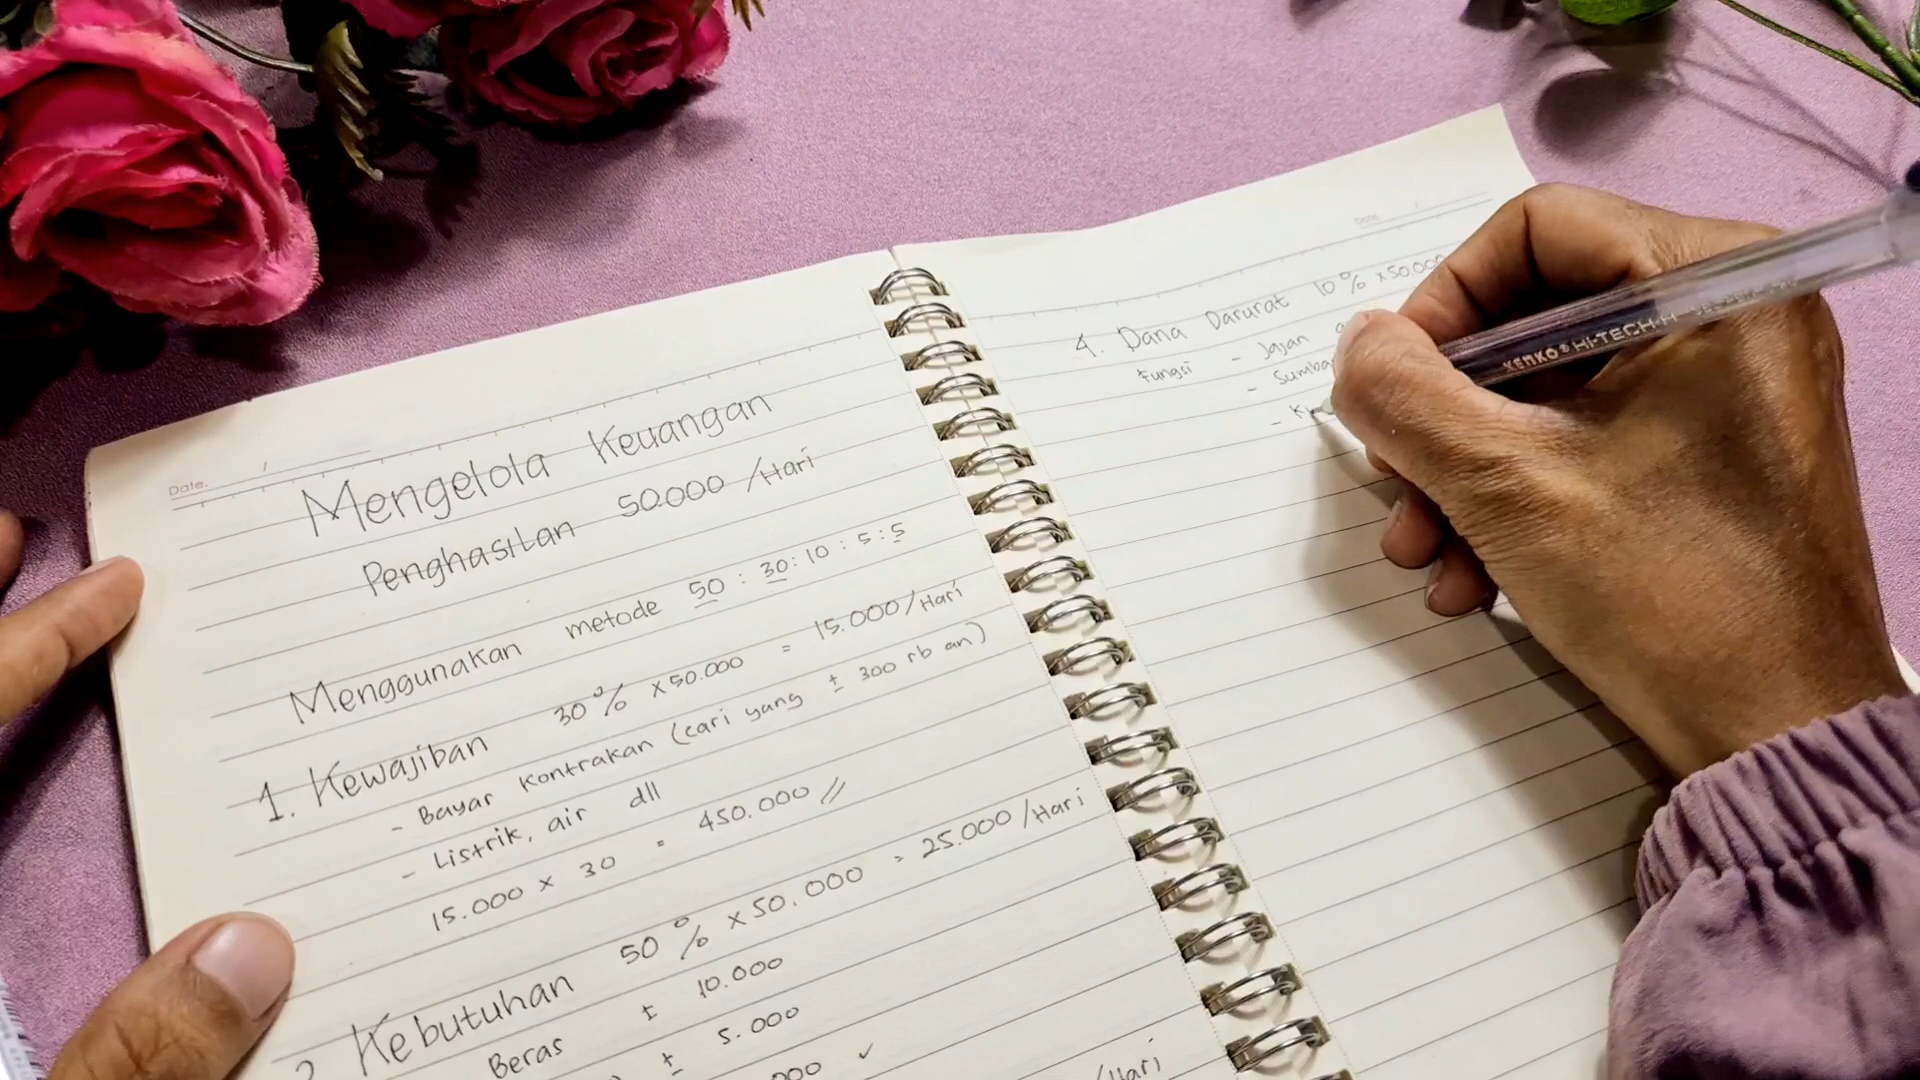 Date.
Mengelola Keuangan
Penghasilan 50.000 /Hari
Menggunakan metode 50 : 30 : 10 : 5 : 5
1. Kewajiban 30% x 50.000 = 15.000/Hari
- Bayar Kontrakan (cari yang ± 300 rb an)
- Listrik, air dll
15.000 x 30 = 450.000 //
2. Kebutuhan 50% x 50.000 = 25.000/Hari
Beras ± 10.000
± 5.000
/Hari
Date
4. Dana Darurat 10% x 50.000
fungsi - Jajan
-
-
KENKO HI-TECH-H